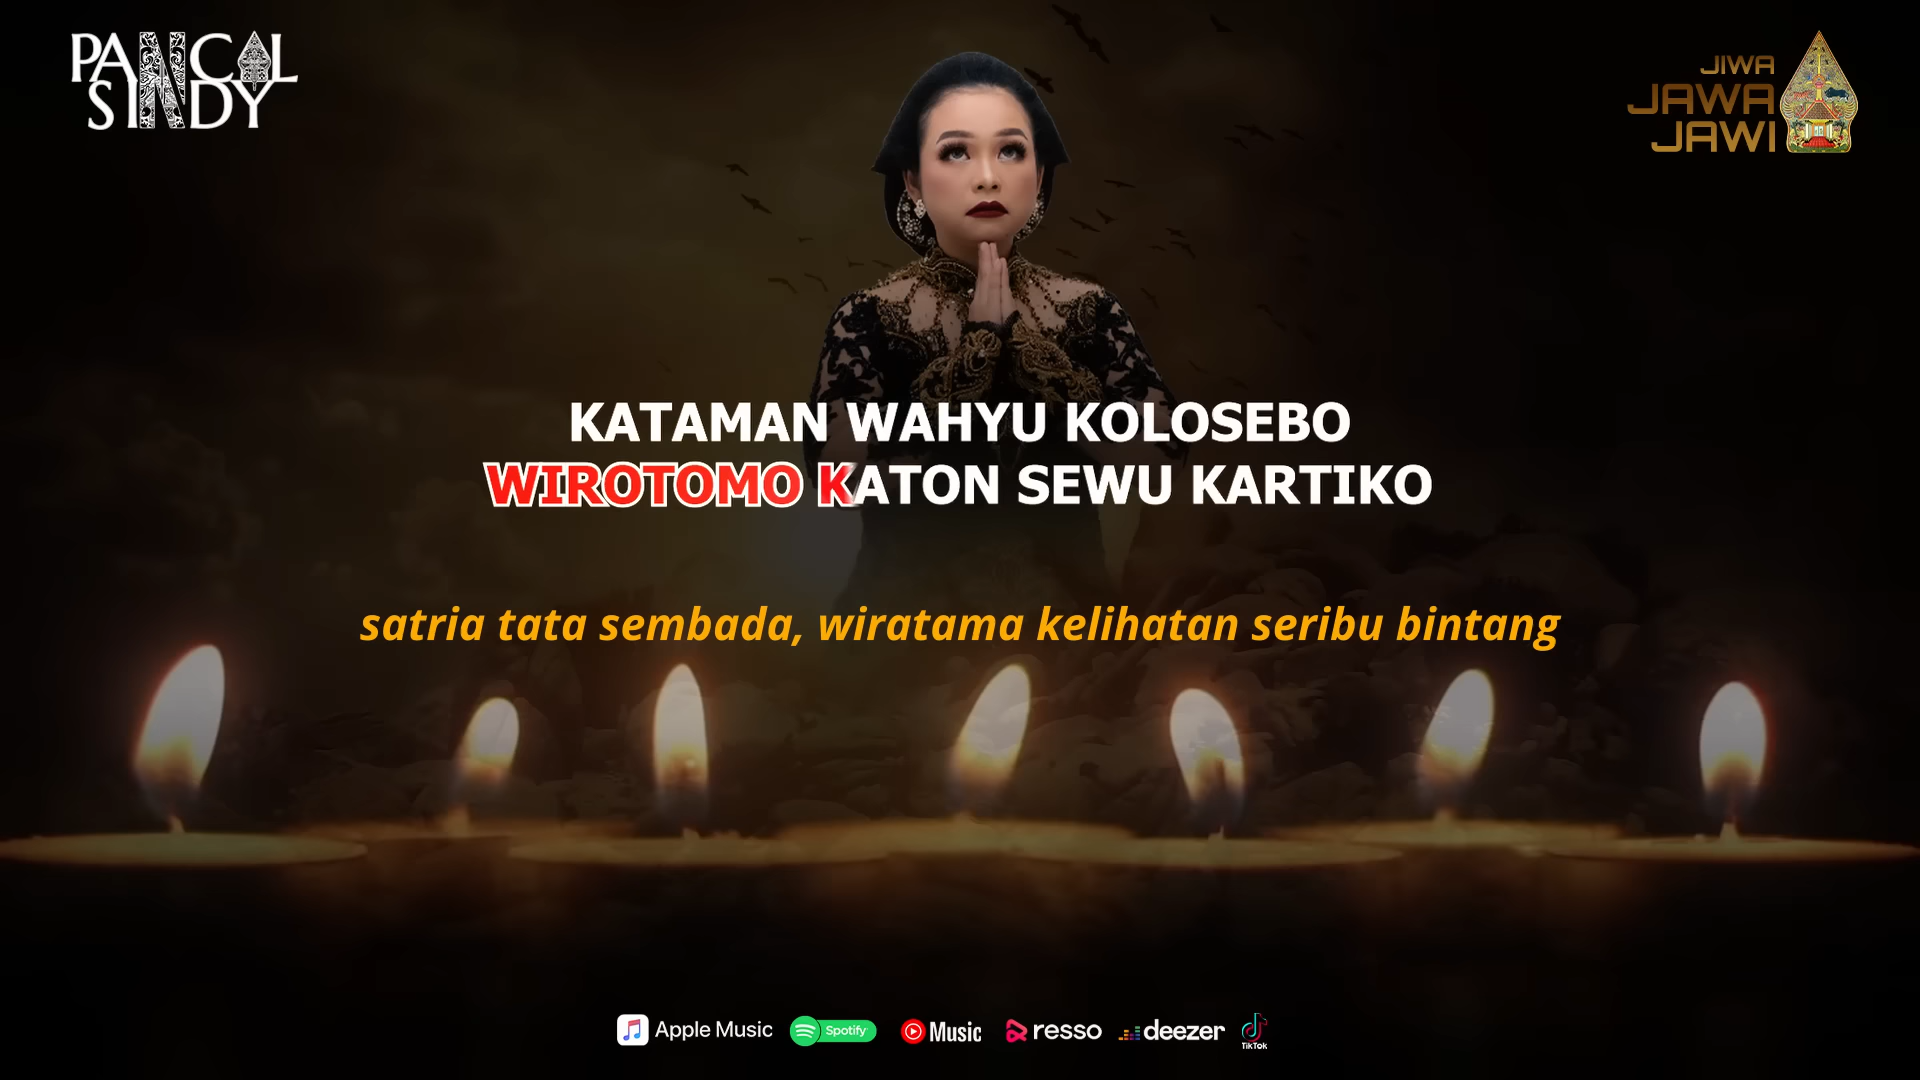 PANCAL
SINDY
JIWA
JAWA
JAWI
KATAMAN WAHYU KOLOSEBO
WIROTOMO KATON SEWU KARTIKO
satria tata sembada, wiratama kelihatan seribu bintang
Apple Music
Spotify
Music
resso
deezer
TikTok